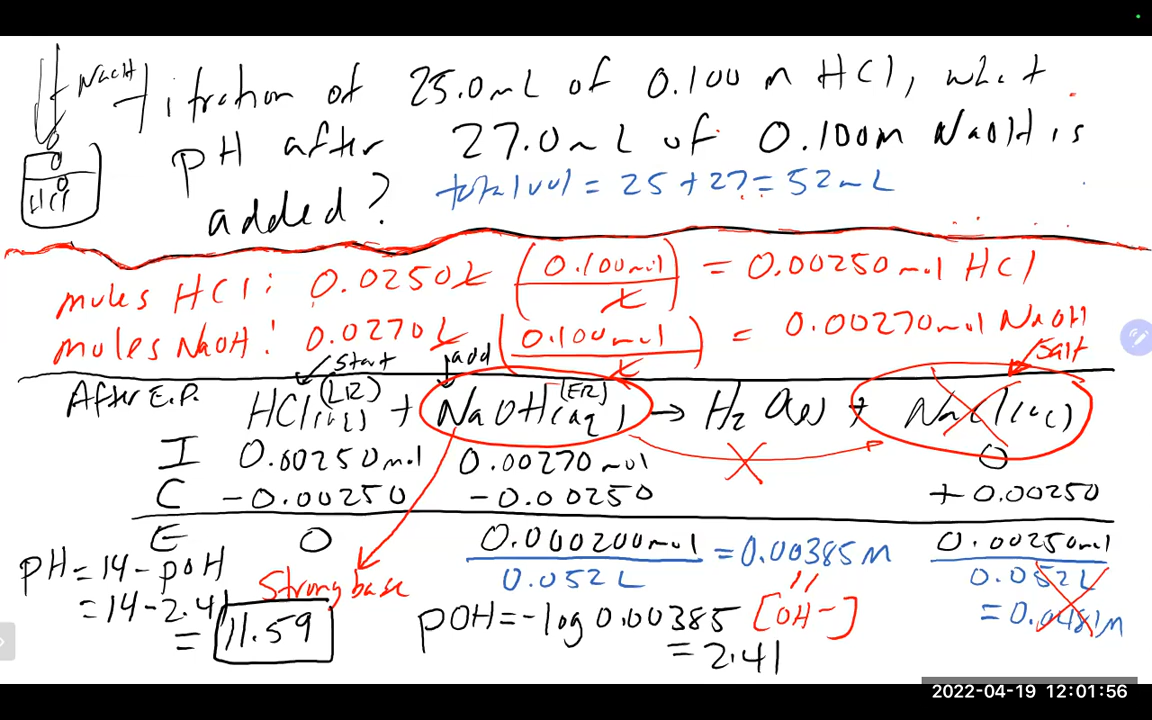 NaOH
HCl
titration of 25.0mL of 0.100 M HCl, what
pH after 27.0mL of 0.100M NaOH is
added?
total vol = 25 + 27 = 52mL
moles HCl: 0.0250L (0.100mol/L) = 0.00250mol HCl
moles NaOH: 0.0270L (0.100mol/L) = 0.00270mol NaOH
start add salt
After E.P. HCl(aq) (LR) + NaOH(aq) (ER) → H2O(l) + NaCl(aq)
I 0.00250mol 0.00270mol 0
C -0.00250 -0.00250 +0.00250
E 0 0.000200mol/0.052L = 0.00385M 0.00250mol/0.052L
= 0.0481M
strong base
pOH = -log 0.00385 [OH-]
= 2.41
pH = 14 - pOH
= 14 - 2.41
= 11.59
2022-04-19 12:01:56